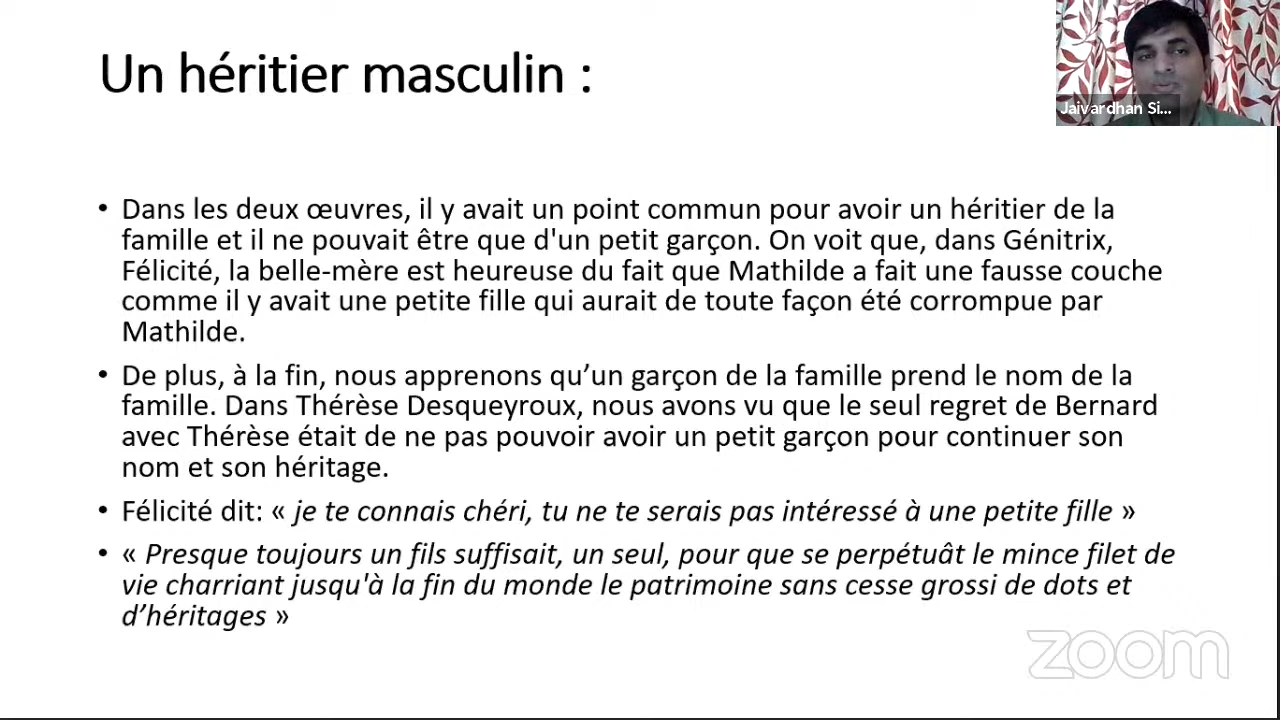 Un héritier masculin :
Jaivardhan Si...
• Dans les deux œuvres, il y avait un point commun pour avoir un héritier de la
famille et il ne pouvait être que d'un petit garçon. On voit que, dans Génitrix,
Félicité, la belle-mère est heureuse du fait que Mathilde a fait une fausse couche
comme il y avait une petite fille qui aurait de toute façon été corrompue par
Mathilde.
• De plus, à la fin, nous apprenons qu’un garçon de la famille prend le nom de la
famille. Dans Thérèse Desqueyroux, nous avons vu que le seul regret de Bernard
avec Thérèse était de ne pas pouvoir avoir un petit garçon pour continuer son
nom et son héritage.
• Félicité dit: « je te connais chéri, tu ne te serais pas intéressé à une petite fille »
• « Presque toujours un fils suffisait, un seul, pour que se perpétuât le mince filet de
vie charriant jusqu'à la fin du monde le patrimoine sans cesse grossi de dots et
d’héritages »
zoom